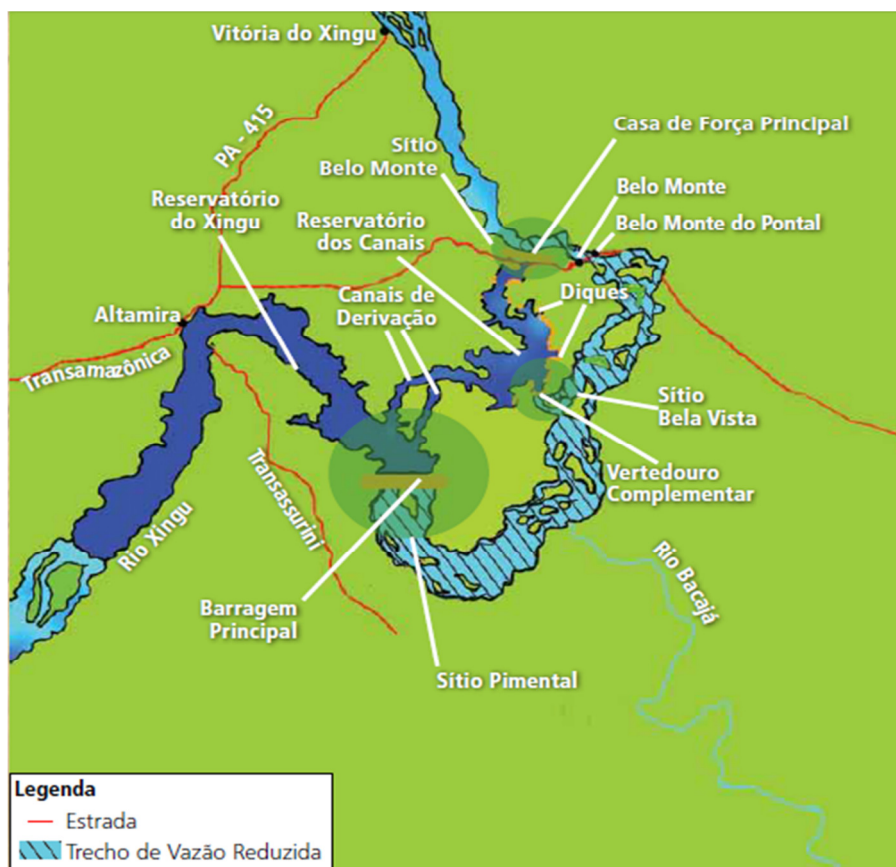 Vitória do Xingu
PA - 415
Casa de Força Principal
Sítio
Belo Monte
Belo Monte
Reservatório
do Xingu
Reservatório
dos Canais
Belo Monte do Pontal
Altamira
Canais de
Derivação
Diques
Transamazônica
Sítio
Bela Vista
Vertedouro
Complementar
Transassurini
Rio Xingu
Rio Bacajá
Barragem
Principal
Sítio Pimental
Legenda
Estrada
Trecho de Vazão Reduzida